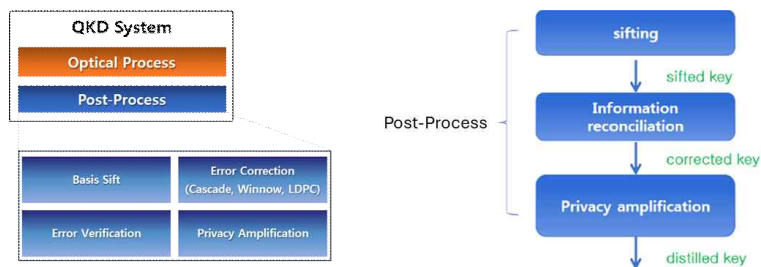 QKD System
Optical Process
Post-Process
Basis Sift
Error Correction
(Cascade, Winnow, LDPC)
Error Verification
Privacy Amplification
Post-Process
sifting
sifted key
Information
reconciliation
corrected key
Privacy amplification
distilled key